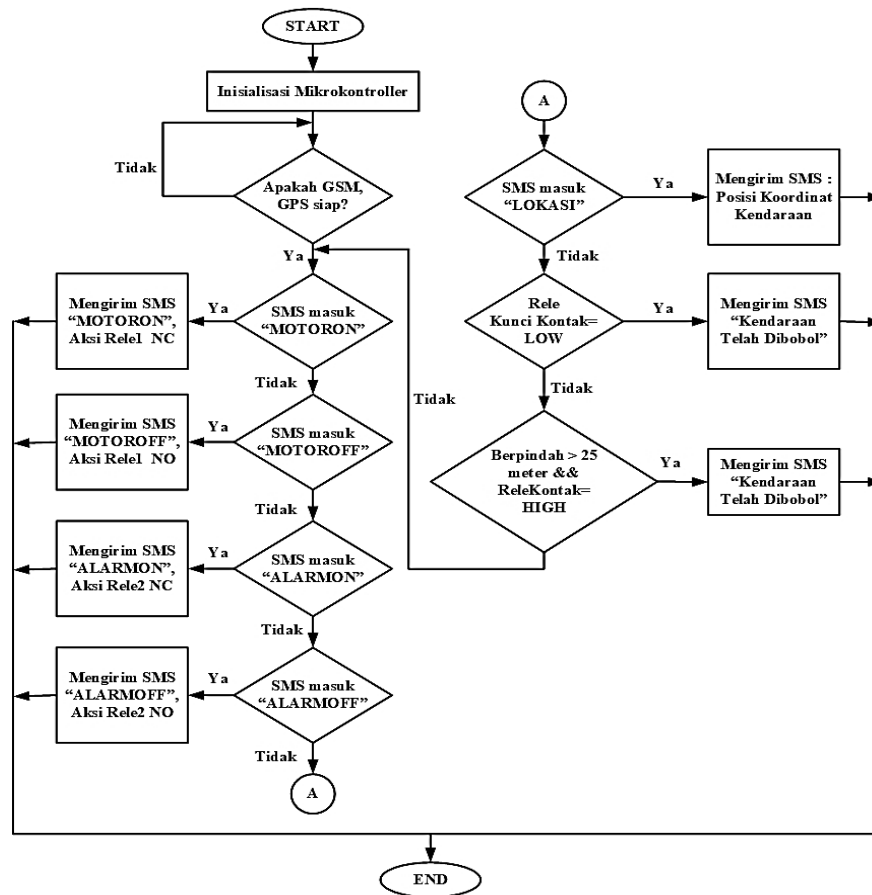 START
Inisialisasi Mikrokontroller
Tidak
Apakah GSM,
GPS siap?
Ya
Mengirim SMS
“MOTORON”,
Aksi Rele1 NC
Ya
SMS masuk
“MOTORON”
Tidak
Mengirim SMS
“MOTOROFF”,
Aksi Rele1 NO
Ya
SMS masuk
“MOTOROFF”
Tidak
Mengirim SMS
“ALARMON”,
Aksi Rele2 NC
Ya
SMS masuk
“ALARMON”
Tidak
Mengirim SMS
“ALARMOFF”,
Aksi Rele2 NO
Ya
SMS masuk
“ALARMOFF”
Tidak
A
A
SMS masuk
“LOKASI”
Ya
Mengirim SMS :
Posisi Koordinat
Kendaraan
Tidak
Rele
Kunci Kontak=
LOW
Ya
Mengirim SMS
“Kendaraan
Telah Dibobol”
Tidak
Tidak
Berpindah > 25
meter &&
ReleKontak=
HIGH
Ya
Mengirim SMS
“Kendaraan
Telah Dibobol”
END